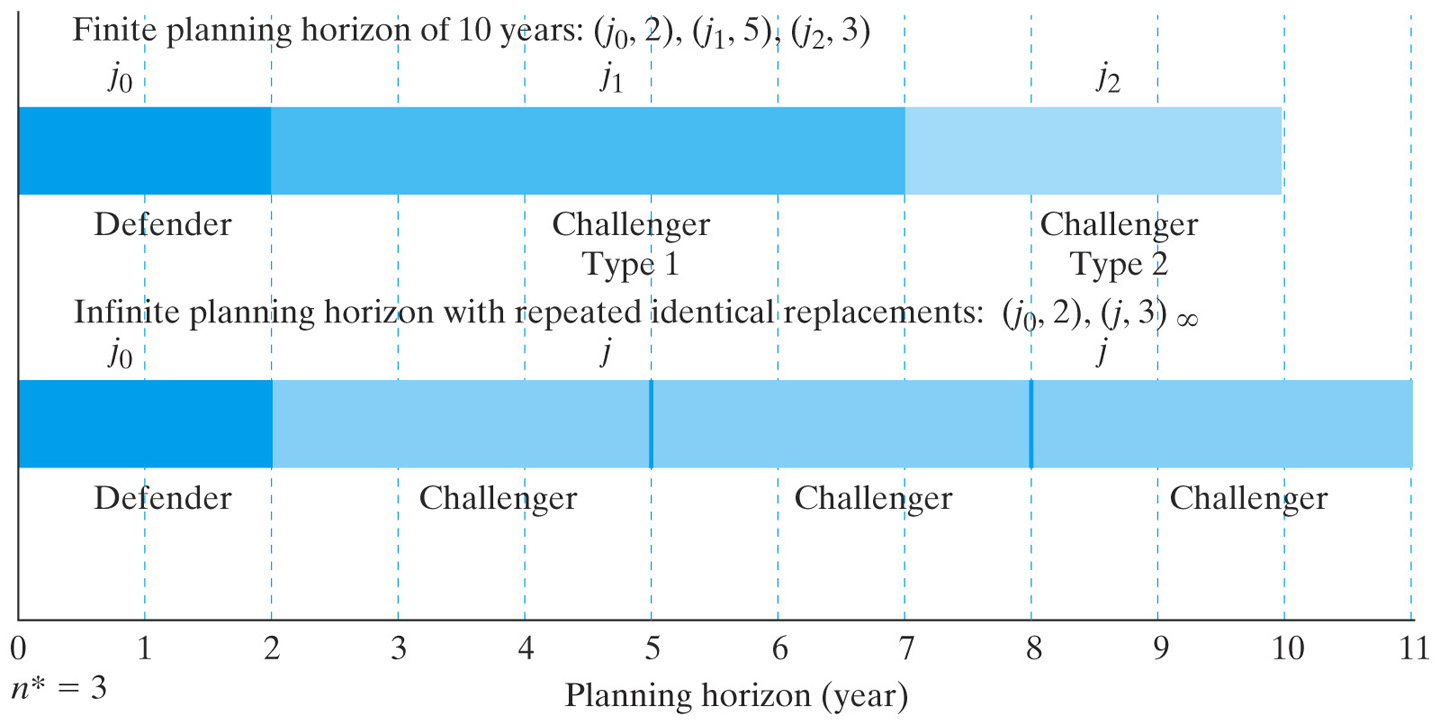 Finite planning horizon of 10 years: (j₀, 2), (j₁, 5), (j₂, 3)
j₀ j₁ j₂
Defender Challenger Type 1 Challenger Type 2
Infinite planning horizon with repeated identical replacements: (j₀, 2), (j, 3) ∞
j₀ j j
Defender Challenger Challenger Challenger
0 1 2 3 4 5 6 7 8 9 10 11
n* = 3
Planning horizon (year)